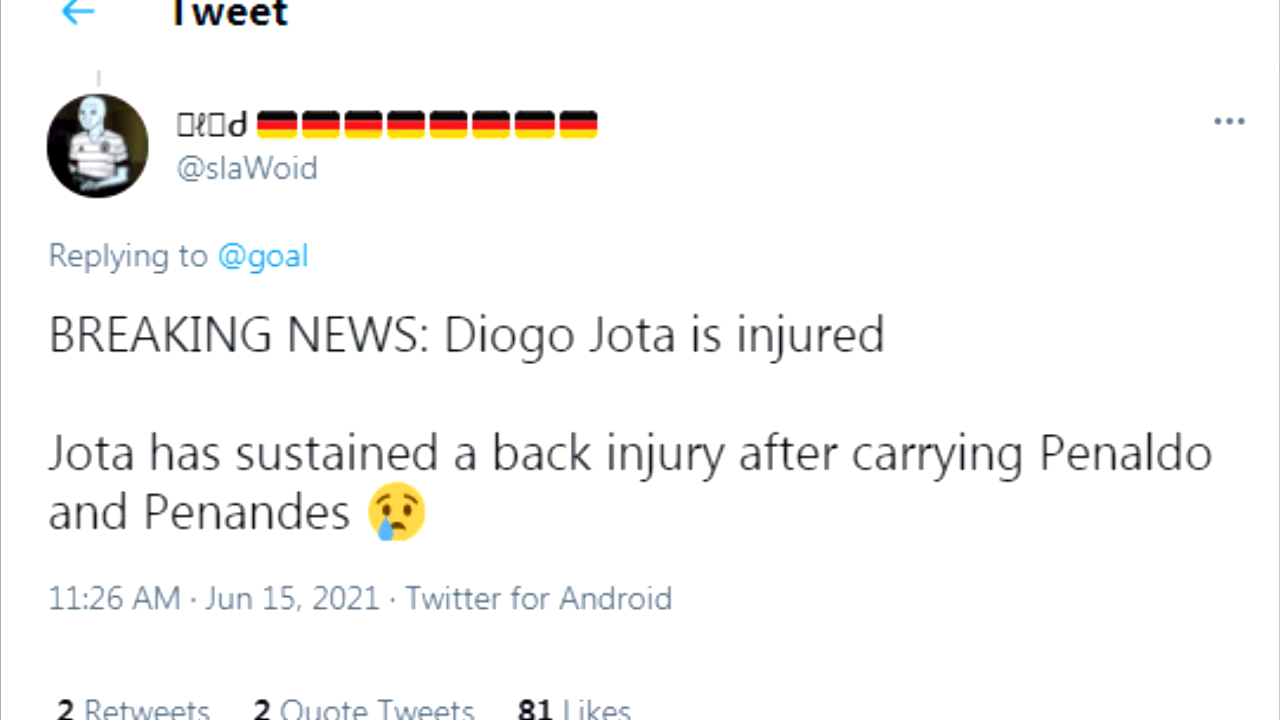 Tweet
@slaWoid
Replying to @goal
BREAKING NEWS: Diogo Jota is injured
Jota has sustained a back injury after carrying Penaldo
and Penandes 😢
11:26 AM · Jun 15, 2021 · Twitter for Android
2 Retweets 2 Quote Tweets 81 Likes